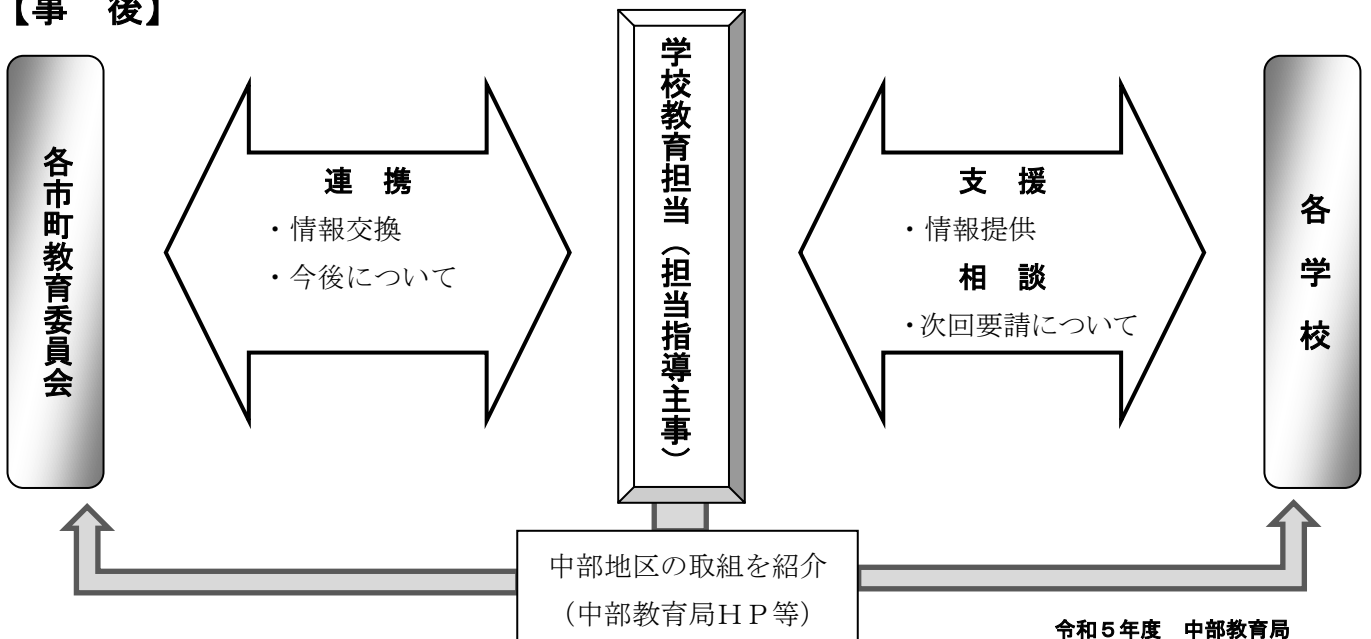 【事　後】
各市町教育委員会
連　携
・情報交換
・今後について
学校教育担当（担当指導主事）
支　援
・情報提供
相　談
・次回要請について
各　学　校
中部地区の取組を紹介
（中部教育局ＨＰ等）
令和５年度　中部教育局